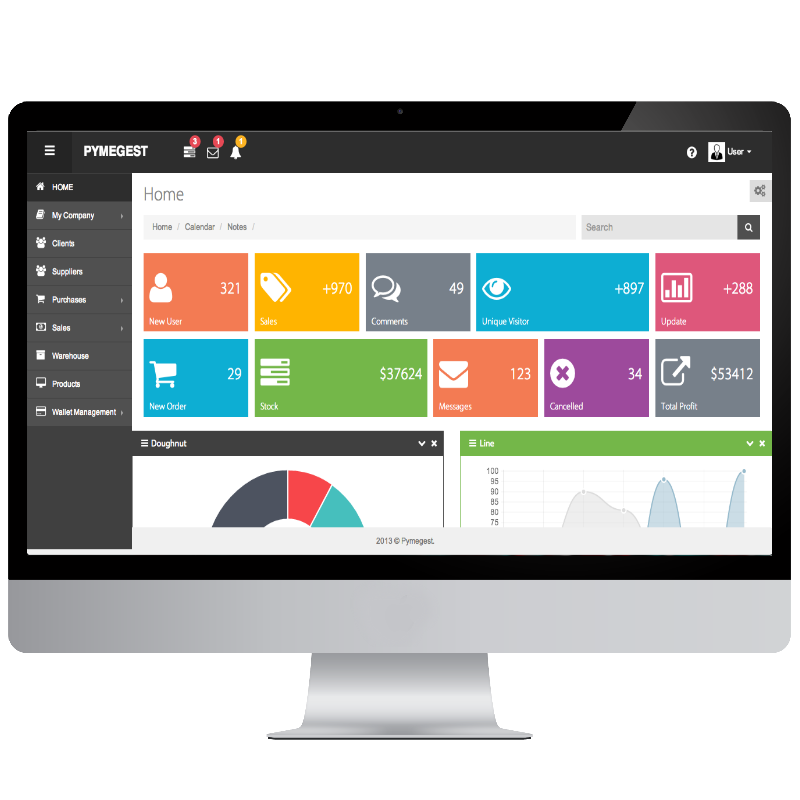 PYMEGEST
3
1
1
User
HOME
My Company
Clients
Suppliers
Purchases
Sales
Warehouse
Products
Wallet Management
Home
Home / Calendar / Notes /
Search
321
New User
+970
Sales
49
Comments
+897
Unique Visitor
+288
Update
29
New Order
$37624
Stock
123
Messages
34
Cancelled
$53412
Total Profit
Doughnut
Line
100
95
90
85
80
75
2013 © Pymegest.